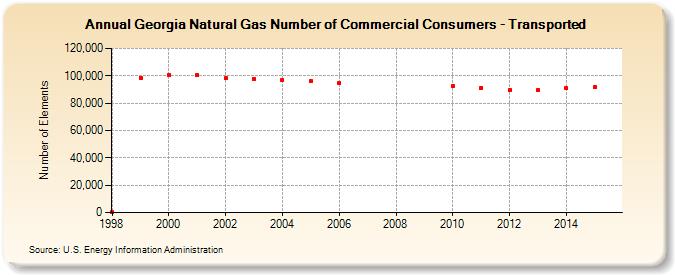 Annual Georgia Natural Gas Number of Commercial Consumers - Transported
Number of Elements
120,000
100,000
80,000
60,000
40,000
20,000
0
1998 2000 2002 2004 2006 2008 2010 2012 2014
Source: U.S. Energy Information Administration